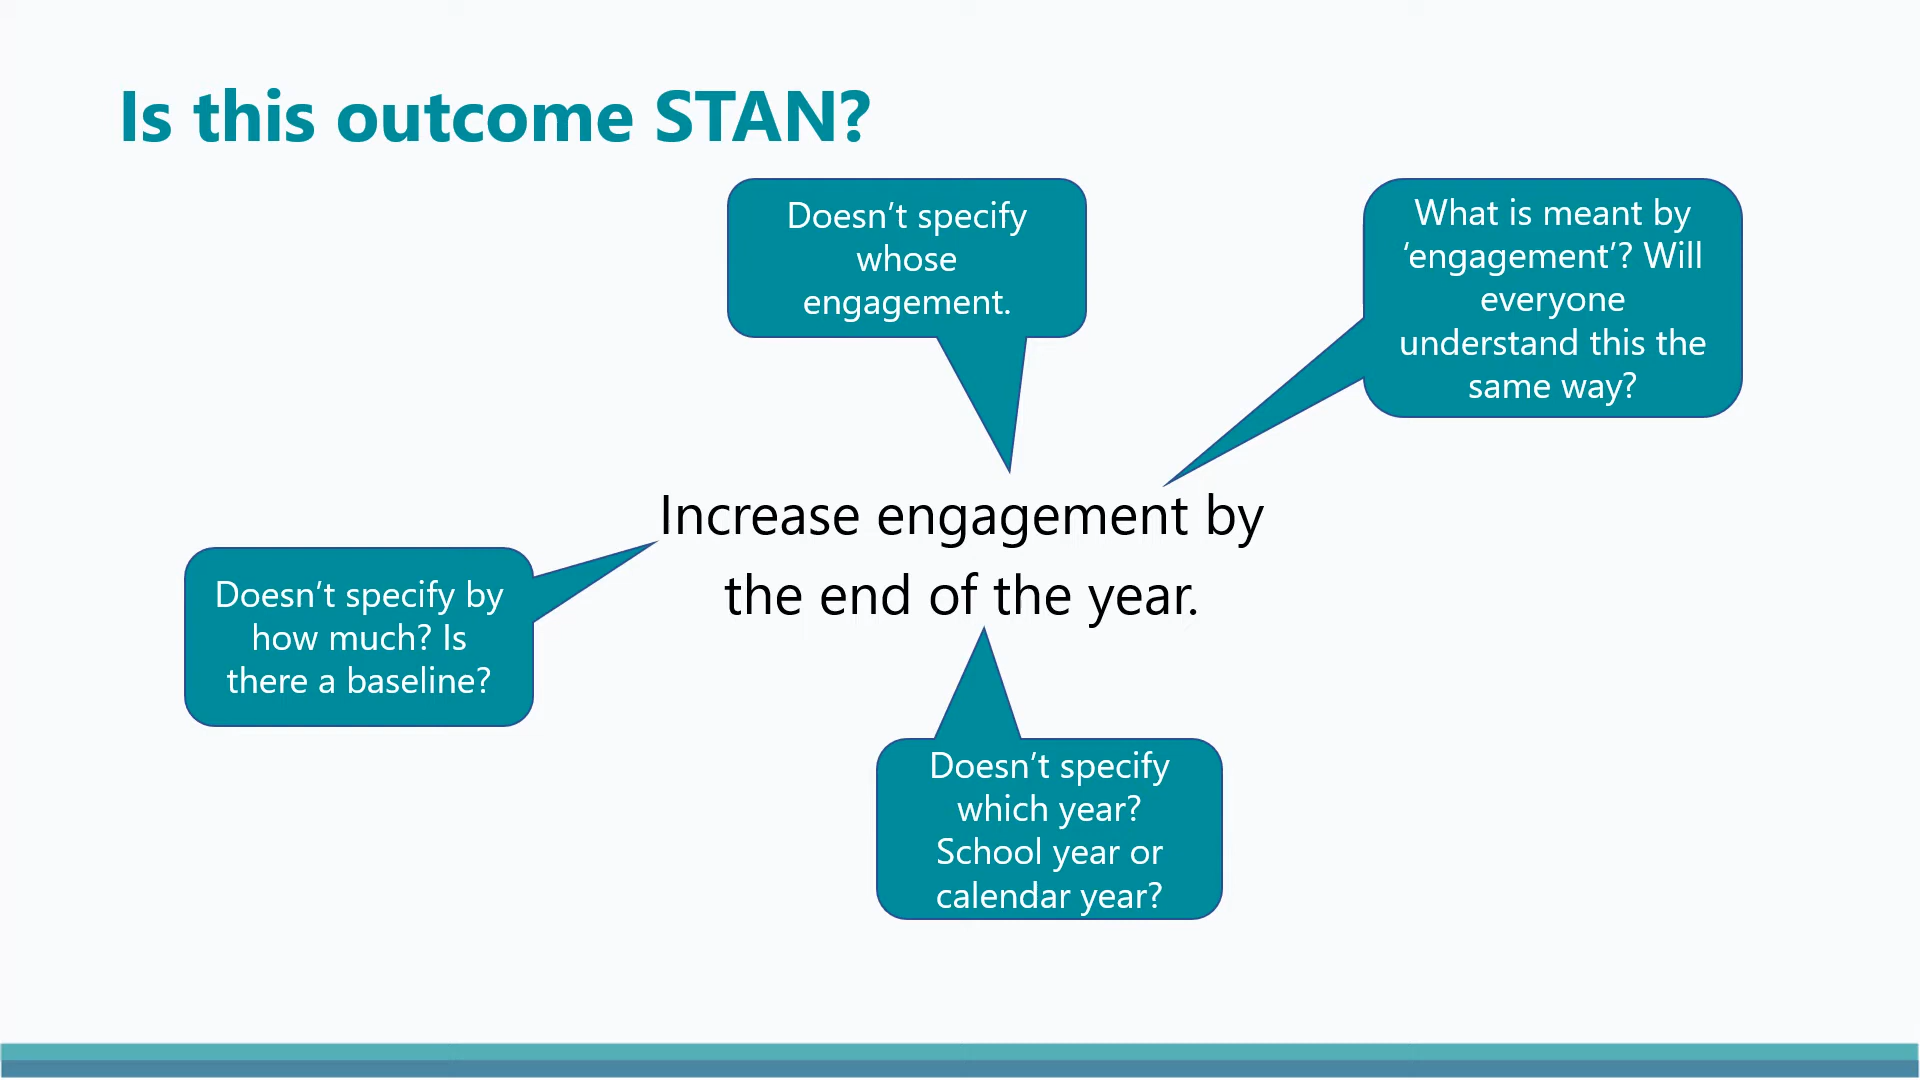 Is this outcome STAN?
Doesn’t specify
whose
engagement.
What is meant by
‘engagement’? Will
everyone
understand this the
same way?
Increase engagement by
the end of the year.
Doesn’t specify by
how much? Is
there a baseline?
Doesn’t specify
which year?
School year or
calendar year?